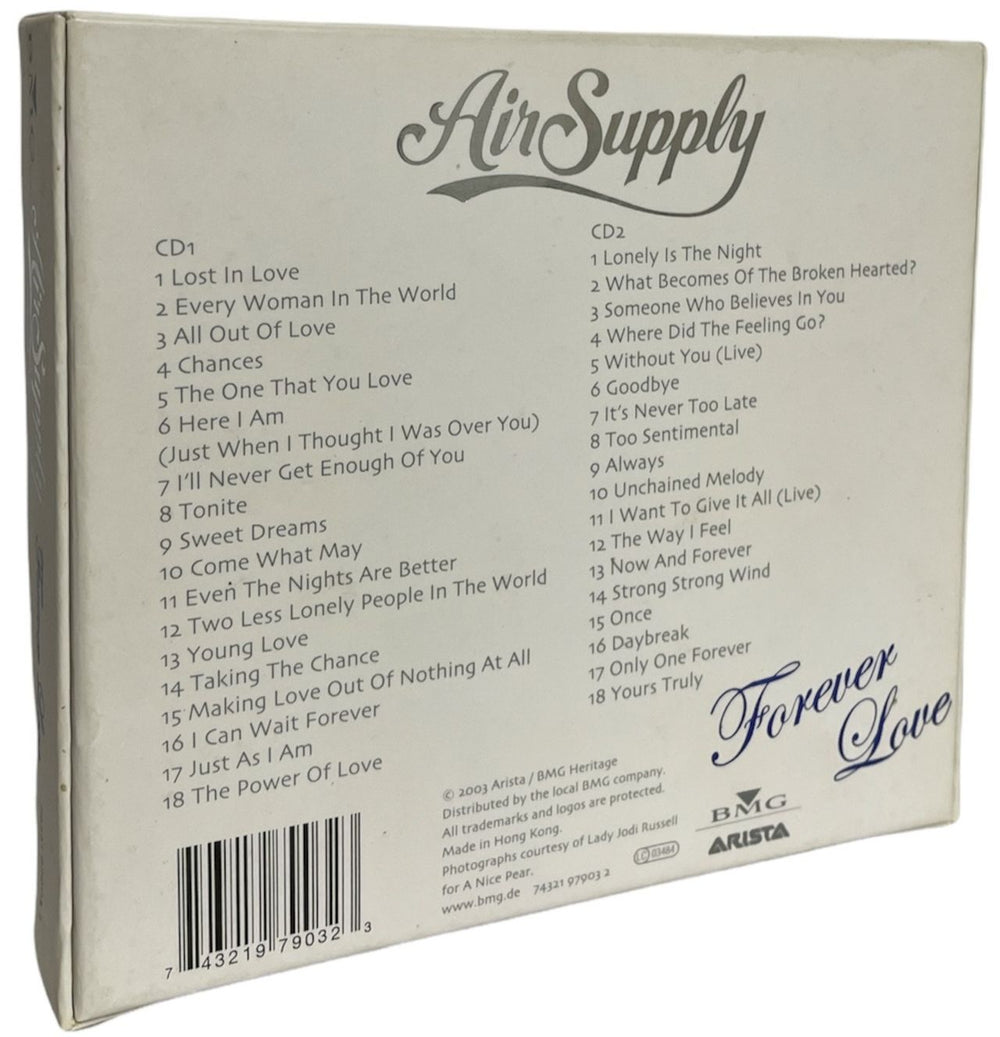 Air Supply
CD1
1 Lost In Love
2 Every Woman In The World
3 All Out Of Love
4 Chances
5 The One That You Love
6 Here I Am
(Just When I Thought I Was Over You)
7 I'll Never Get Enough Of You
8 Tonite
9 Sweet Dreams
10 Come What May
11 Even The Nights Are Better
12 Two Less Lonely People In The World
13 Young Love
14 Taking The Chance
15 Making Love Out Of Nothing At All
16 I Can Wait Forever
17 Just As I Am
18 The Power Of Love
CD2
1 Lonely Is The Night
2 What Becomes Of The Broken Hearted?
3 Someone Who Believes In You
4 Where Did The Feeling Go?
5 Without You (Live)
6 Goodbye
7 It's Never Too Late
8 Too Sentimental
9 Always
10 Unchained Melody
11 I Want To Give It All (Live)
12 The Way I Feel
13 Now And Forever
14 Strong Strong Wind
15 Once
16 Daybreak
17 Only One Forever
18 Yours Truly
Forever
Love
© 2003 Arista / BMG Heritage
Distributed by the local BMG company.
All trademarks and logos are protected.
Made in Hong Kong.
Photographs courtesy of Lady Jodi Russell
for A Nice Pear.
www.bmg.de 74321 97903 2
LC 03484
BMG
ARISTA
7 43219 79032 3